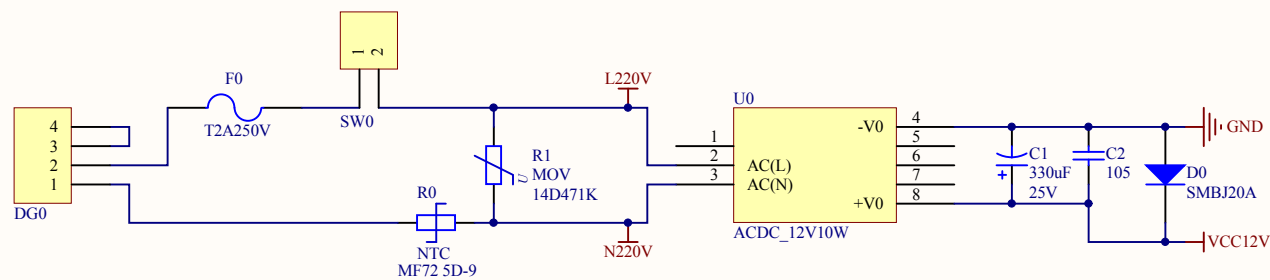 1
2
SW0
F0
T2A250V
4
3
2
1
DG0
L220V
R1
MOV
14D471K
U
R0
NTC
MF72 5D-9
N220V
U0
1
2
3
AC(L)
AC(N)
-V0
+V0
4
5
6
7
8
ACDC_12V10W
C1
330uF
25V
+
C2
105
D0
SMBJ20A
GND
VCC12V